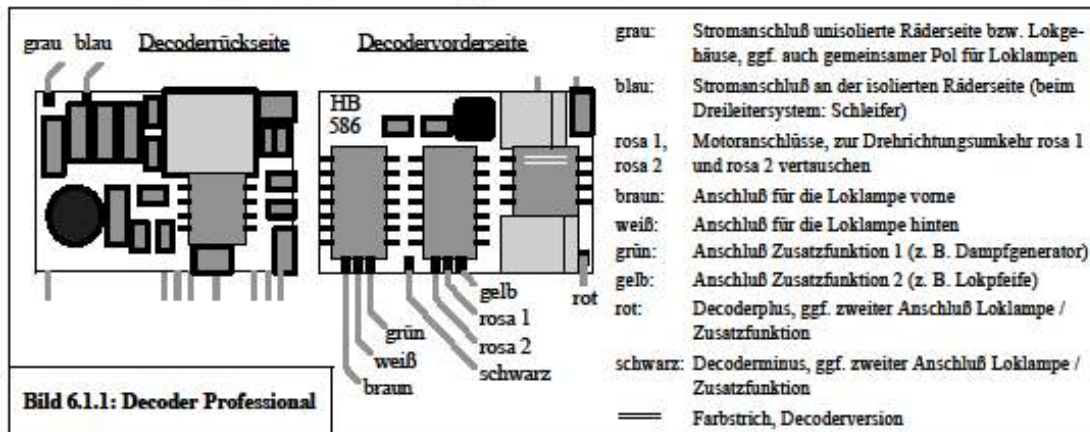 grau blau Decoderrückseite Decodervorderseite
HB
586
gelb
rot
rosa 1
grün
rosa 2
weiß
schwarz
braun
Bild 6.1.1: Decoder Professional
grau: Stromanschluß unisolierte Räderseite bzw. Lokge-
häuse, ggf. auch gemeinsamer Pol für Loklampen
blau: Stromanschluß an der isolierten Räderseite (beim
Dreileitersystem: Schleifer)
rosa 1, Motoranschlüsse, zur Drehrichtungsumkehr rosa 1
rosa 2 und rosa 2 vertauschen
braun: Anschluß für die Loklampe vorne
weiß: Anschluß für die Loklampe hinten
grün: Anschluß Zusatzfunktion 1 (z. B. Dampfgenerator)
gelb: Anschluß Zusatzfunktion 2 (z. B. Lokpfeife)
rot: Decoderplus, ggf. zweiter Anschluß Loklampe /
Zusatzfunktion
schwarz: Decoderminus, ggf. zweiter Anschluß Loklampe /
Zusatzfunktion
Farbstrich, Decoderversion